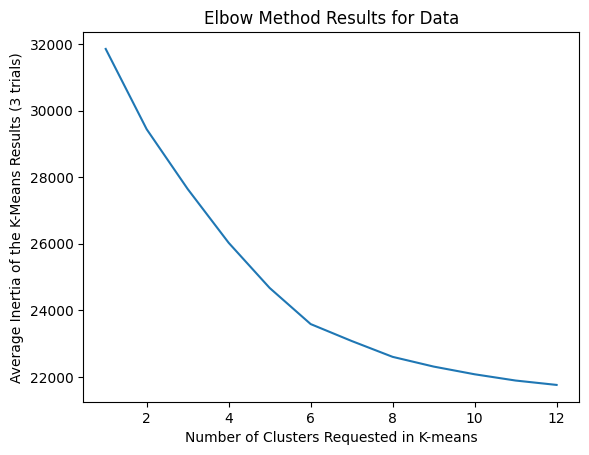 Elbow Method Results for Data
Average Inertia of the K-Means Results (3 trials)
32000
30000
28000
26000
24000
22000
2 4 6 8 10 12
Number of Clusters Requested in K-means